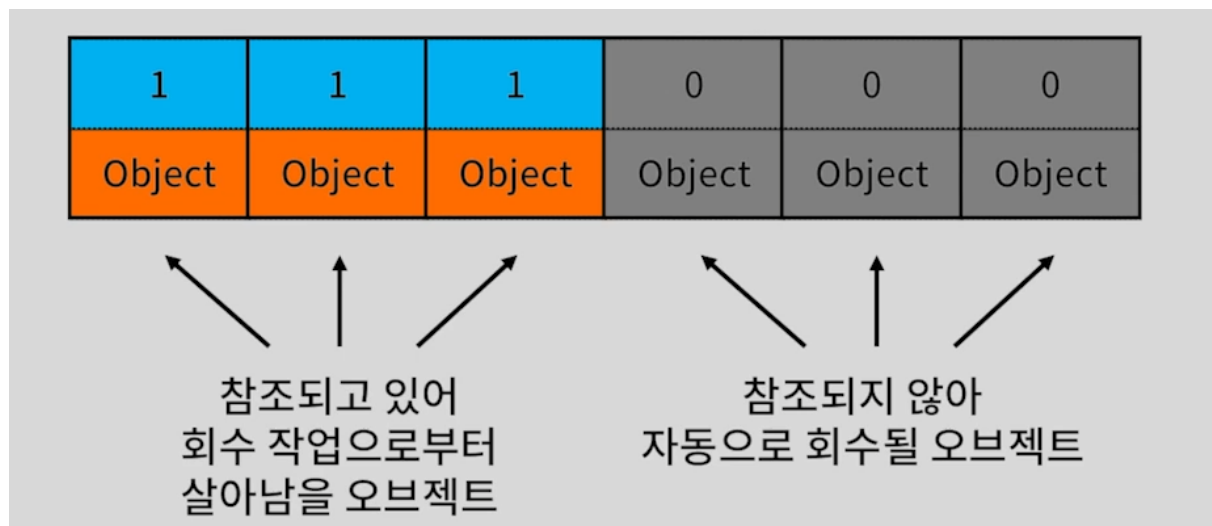 1 1 1 0 0 0
Object Object Object Object Object Object
참조되고 있어
회수 작업으로부터
살아남을 오브젝트
참조되지 않아
자동으로 회수될 오브젝트